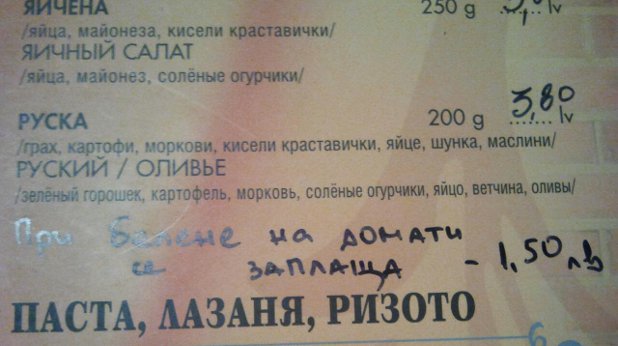 ЯЙЧЕНА 250 g ...... lv
/яйца, майонеза, кисели краставички/
ЯИЧНЫЙ САЛАТ
/яйца, майонез, солёные огурчики/
РУСКА 200 g 3,80 lv
/грах, картофи, моркови, кисели краставички, яйце, шунка, маслини/
РУСКИЙ / ОЛИВЬЕ
/зелёный горошек, картофель, морковь, солёные огурчики, яйцо, ветчина, оливы/
При белене на домати
се заплаща - 1,50 лв
ПАСТА, ЛАЗАНЯ, РИЗОТО